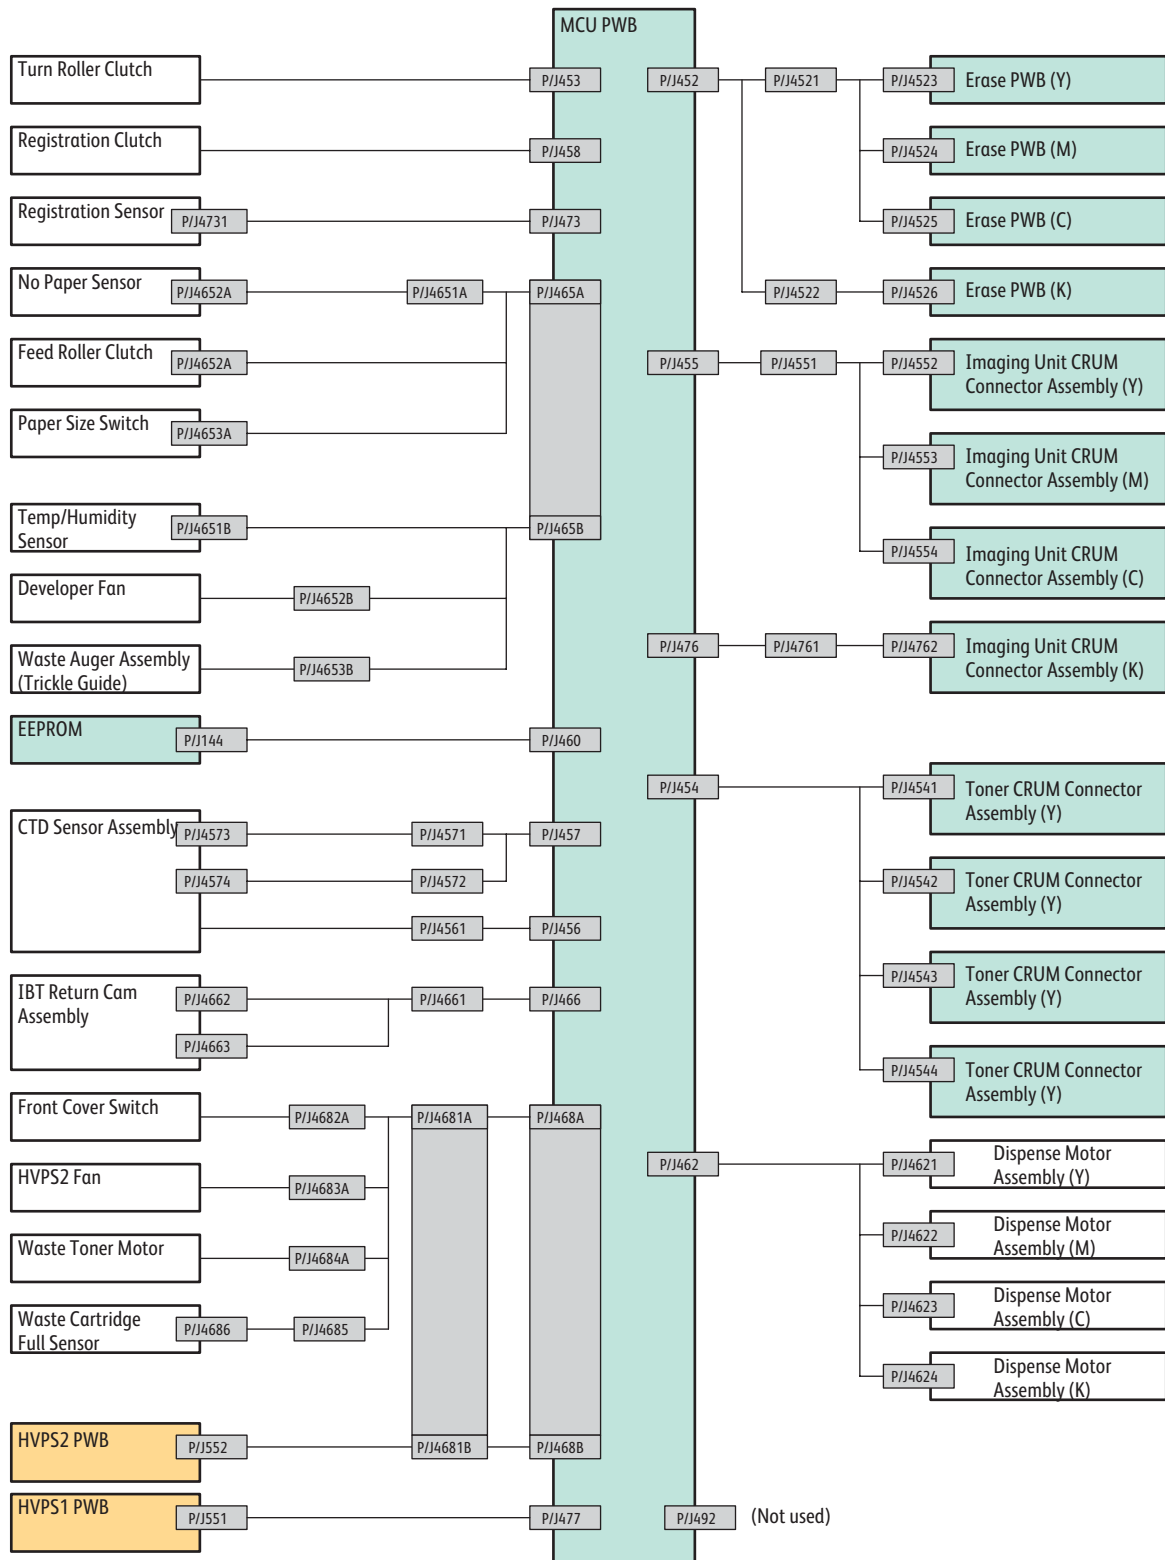 MCU PWB
Turn Roller Clutch
P/J453
Registration Clutch
P/J458
Registration Sensor
P/J4731
P/J473
No Paper Sensor
P/J4652A
P/J4651A
P/J465A
Feed Roller Clutch
P/J4652A
Paper Size Switch
P/J4653A
Temp/Humidity
Sensor
P/J4651B
P/J465B
Developer Fan
P/J4652B
Waste Auger Assembly
(Trickle Guide)
P/J4653B
EEPROM
P/J144
P/J460
CTD Sensor Assembly
P/J4573
P/J4571
P/J457
P/J4574
P/J4572
P/J4561
P/J456
IBT Return Cam
Assembly
P/J4662
P/J4661
P/J466
P/J4663
Front Cover Switch
P/J4682A
P/J4681A
P/J468A
HVPS2 Fan
P/J4683A
Waste Toner Motor
P/J4684A
Waste Cartridge
Full Sensor
P/J4686
P/J4685
HVPS2 PWB
P/J552
P/J4681B
P/J468B
HVPS1 PWB
P/J551
P/J477
P/J452
P/J4521
P/J4523
Erase PWB (Y)
P/J4524
Erase PWB (M)
P/J4525
Erase PWB (C)
P/J4522
P/J4526
Erase PWB (K)
P/J455
P/J4551
P/J4552
Imaging Unit CRUM
Connector Assembly (Y)
P/J4553
Imaging Unit CRUM
Connector Assembly (M)
P/J4554
Imaging Unit CRUM
Connector Assembly (C)
P/J476
P/J4761
P/J4762
Imaging Unit CRUM
Connector Assembly (K)
P/J454
P/J4541
Toner CRUM Connector
Assembly (Y)
P/J4542
Toner CRUM Connector
Assembly (Y)
P/J4543
Toner CRUM Connector
Assembly (Y)
P/J4544
Toner CRUM Connector
Assembly (Y)
P/J462
P/J4621
Dispense Motor
Assembly (Y)
P/J4622
Dispense Motor
Assembly (M)
P/J4623
Dispense Motor
Assembly (C)
P/J4624
Dispense Motor
Assembly (K)
P/J492
(Not used)